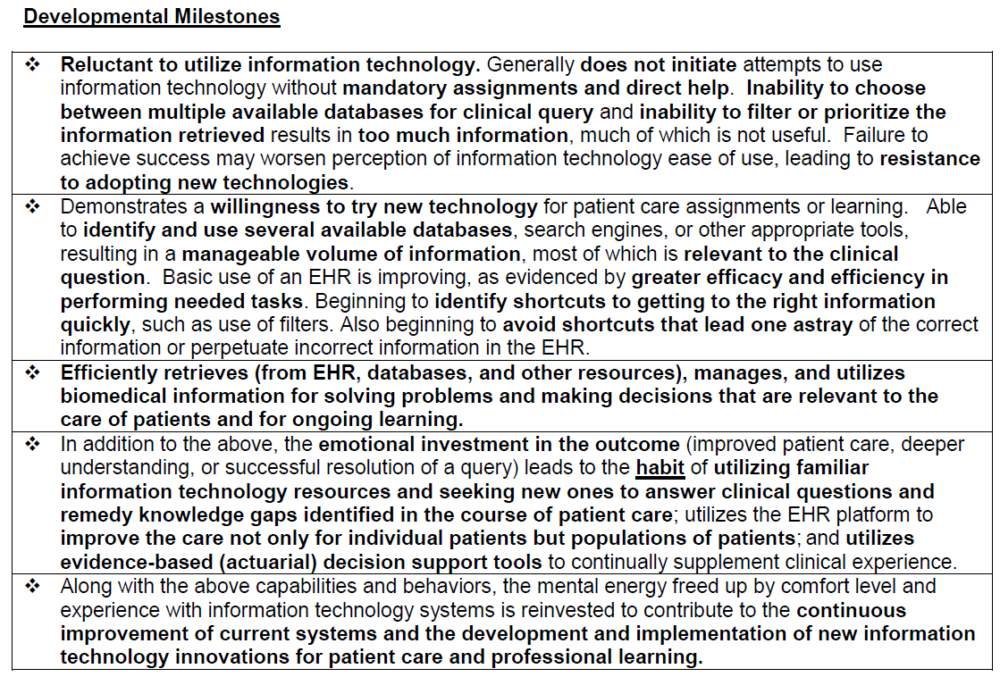 Developmental Milestones
❖ Reluctant to utilize information technology. Generally does not initiate attempts to use
information technology without mandatory assignments and direct help. Inability to choose
between multiple available databases for clinical query and inability to filter or prioritize the
information retrieved results in too much information, much of which is not useful. Failure to
achieve success may worsen perception of information technology ease of use, leading to resistance
to adopting new technologies.
❖ Demonstrates a willingness to try new technology for patient care assignments or learning. Able
to identify and use several available databases, search engines, or other appropriate tools,
resulting in a manageable volume of information, most of which is relevant to the clinical
question. Basic use of an EHR is improving, as evidenced by greater efficacy and efficiency in
performing needed tasks. Beginning to identify shortcuts to getting to the right information
quickly, such as use of filters. Also beginning to avoid shortcuts that lead one astray of the correct
information or perpetuate incorrect information in the EHR.
❖ Efficiently retrieves (from EHR, databases, and other resources), manages, and utilizes
biomedical information for solving problems and making decisions that are relevant to the
care of patients and for ongoing learning.
❖ In addition to the above, the emotional investment in the outcome (improved patient care, deeper
understanding, or successful resolution of a query) leads to the habit of utilizing familiar
information technology resources and seeking new ones to answer clinical questions and
remedy knowledge gaps identified in the course of patient care; utilizes the EHR platform to
improve the care not only for individual patients but populations of patients; and utilizes
evidence-based (actuarial) decision support tools to continually supplement clinical experience.
❖ Along with the above capabilities and behaviors, the mental energy freed up by comfort level and
experience with information technology systems is reinvested to contribute to the continuous
improvement of current systems and the development and implementation of new information
technology innovations for patient care and professional learning.